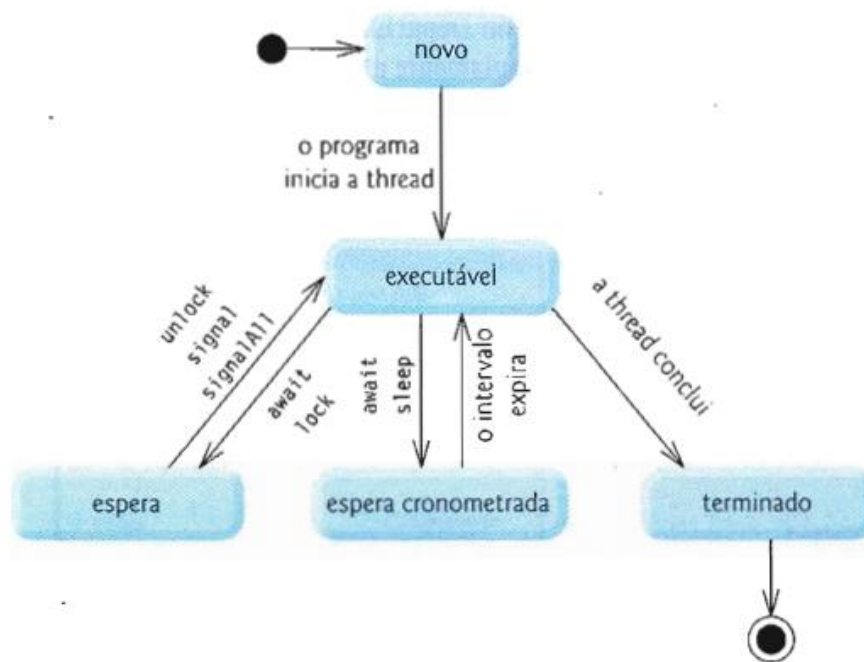 novo
o programa
inicia a thread
executável
unlock
signal
signalAll
await
lock
await
sleep
o intervalo
expira
a thread conclui
espera
espera cronometrada
terminado